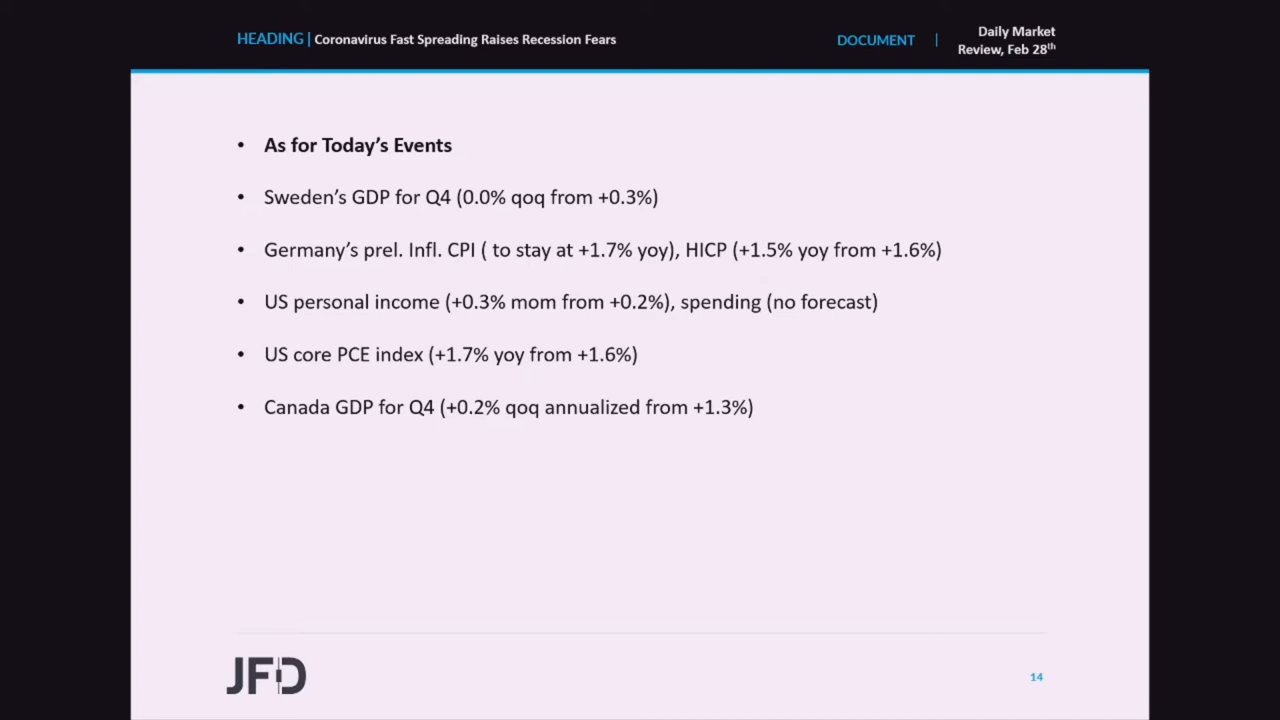 HEADING | Coronavirus Fast Spreading Raises Recession Fears
DOCUMENT | Daily Market
Review, Feb 28th
• As for Today's Events
• Sweden's GDP for Q4 (0.0% qoq from +0.3%)
• Germany's prel. Infl. CPI ( to stay at +1.7% yoy), HICP (+1.5% yoy from +1.6%)
• US personal income (+0.3% mom from +0.2%), spending (no forecast)
• US core PCE index (+1.7% yoy from +1.6%)
• Canada GDP for Q4 (+0.2% qoq annualized from +1.3%)
JFD
14